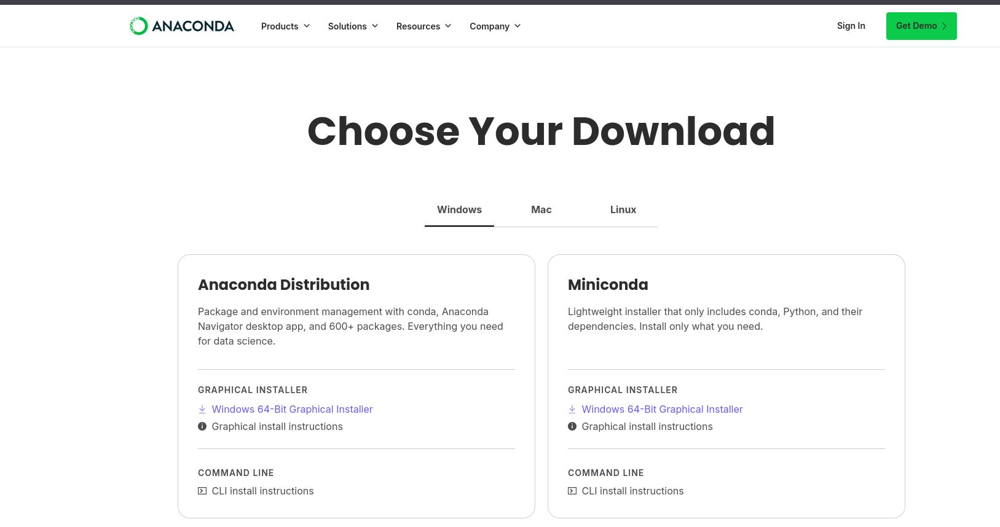 ANACONDA Products Solutions Resources Company Sign In Get Demo
Choose Your Download
Windows Mac Linux
Anaconda Distribution
Package and environment management with conda, Anaconda
Navigator desktop app, and 600+ packages. Everything you need
for data science.
GRAPHICAL INSTALLER
Windows 64-Bit Graphical Installer
Graphical install instructions
COMMAND LINE
CLI install instructions
Miniconda
Lightweight installer that only includes conda, Python, and their
dependencies. Install only what you need.
GRAPHICAL INSTALLER
Windows 64-Bit Graphical Installer
Graphical install instructions
COMMAND LINE
CLI install instructions